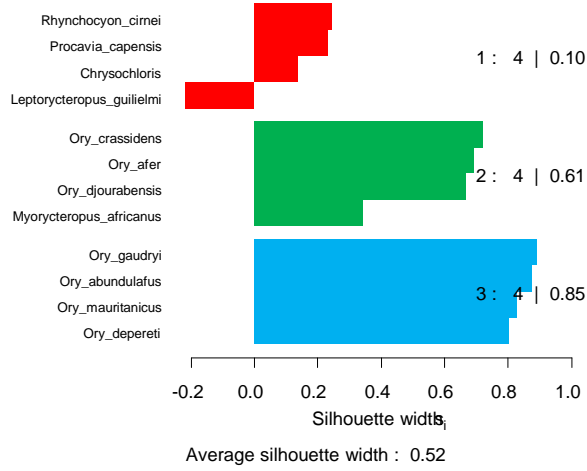 Rhynchocyon_cirnei
Procavia_capensis
1 : 4 | 0.10
Chrysochloris
Leptorycteropus_guilielmi
Ory_crassidens
Ory_afer
2 : 4 | 0.61
Ory_djourabensis
Myorycteropus_africanus
Ory_gaudryi
Ory_abundulafus
3 : 4 | 0.85
Ory_mauritanicus
Ory_depereti
-0.2 0.0 0.2 0.4 0.6 0.8 1.0
Silhouette width si
Average silhouette width : 0.52